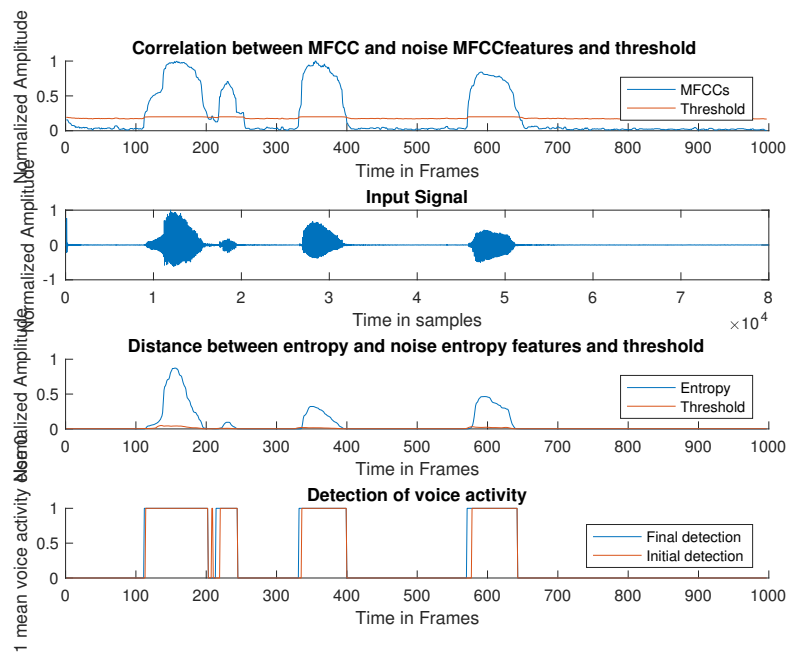 Correlation between MFCC and noise MFCCfeatures and threshold
Normalized Amplitude
1
0.5
0
MFCCs
Threshold
0 100 200 300 400 500 600 700 800 900 1000
Time in Frames
Input Signal
Normalized Amplitude
1
0
-1
0 1 2 3 4 5 6 7 8
Time in samples
×10⁴
Distance between entropy and noise entropy features and threshold
Normalized Amplitude
1
0.5
0
Entropy
Threshold
0 100 200 300 400 500 600 700 800 900 1000
Time in Frames
Detection of voice activity
1 mean voice activity else 0
1
0.5
0
Final detection
Initial detection
0 100 200 300 400 500 600 700 800 900 1000
Time in Frames